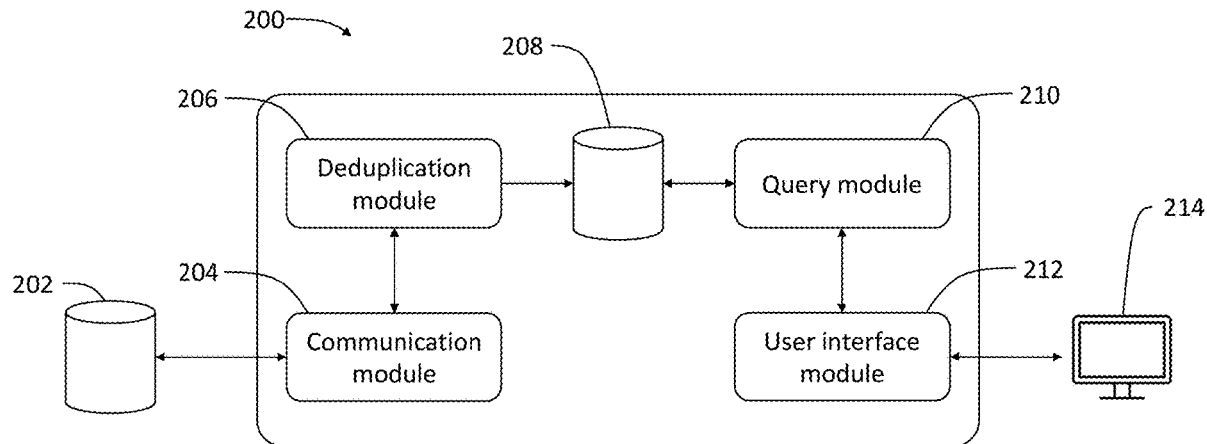 200
208
206
210
Deduplication
module
Query module
214
204
212
202
Communication
module
User interface
module